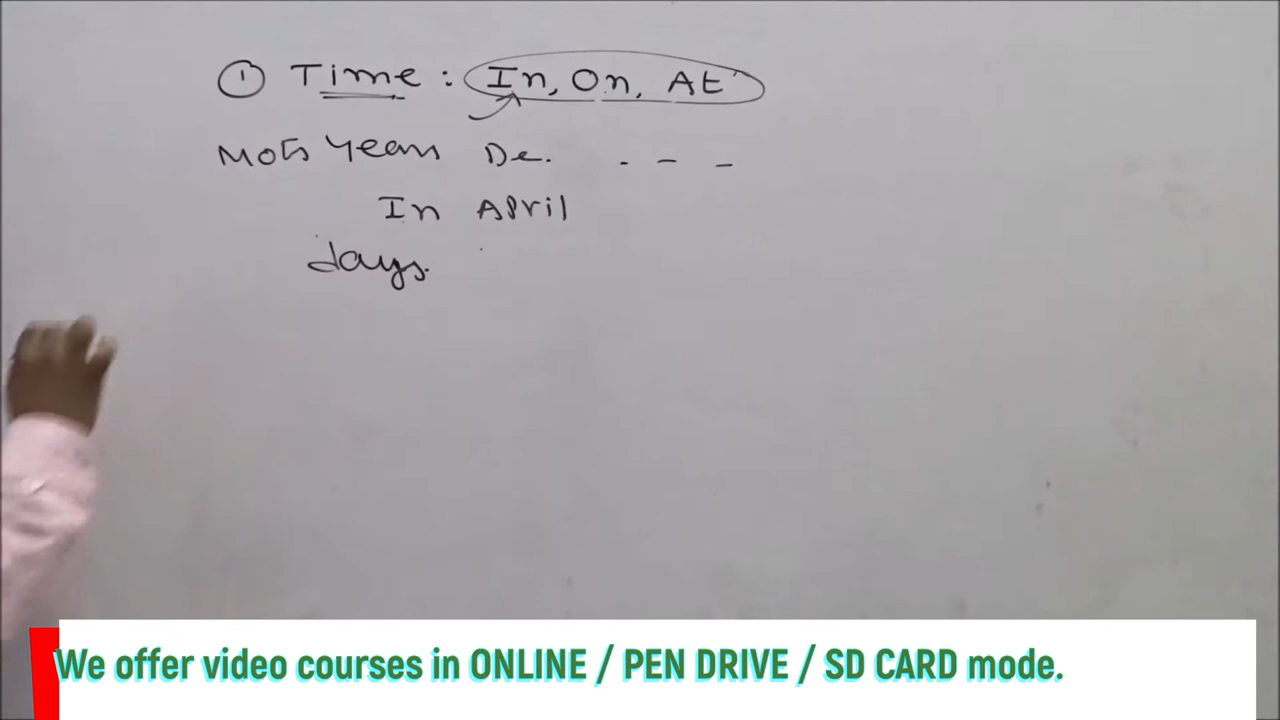 ① Time : In, On, At
Mots Years De. . - -
In April
days.
We offer video courses in ONLINE / PEN DRIVE / SD CARD mode.